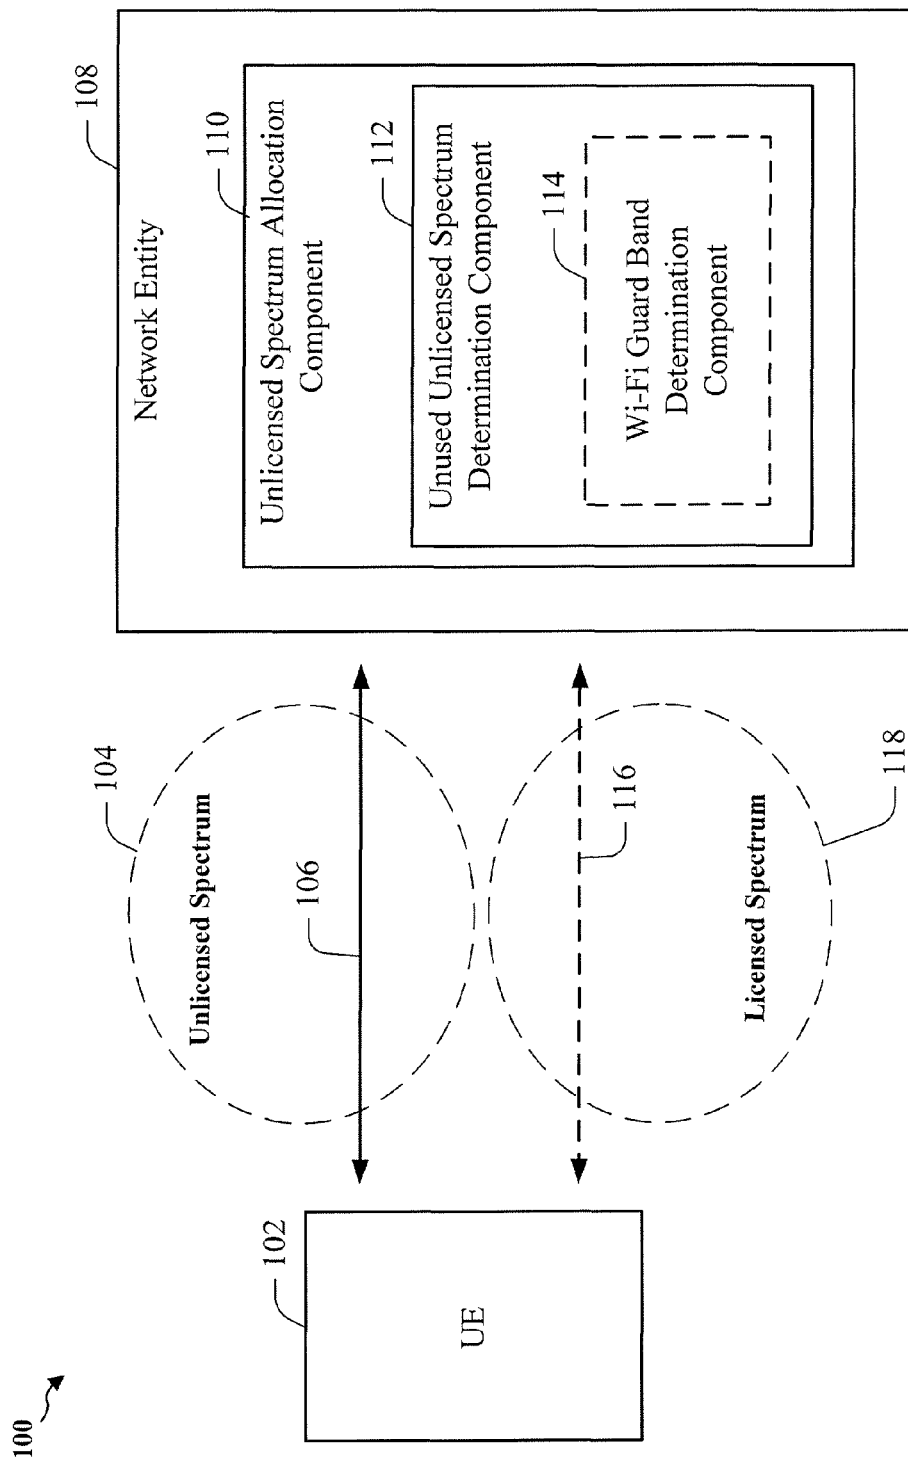 100
UE
102
Unlicensed Spectrum
104
106
Licensed Spectrum
116
118
Network Entity
108
Unlicensed Spectrum Allocation
Component
110
Unused Unlicensed Spectrum
Determination Component
112
Wi-Fi Guard Band
Determination
Component
114